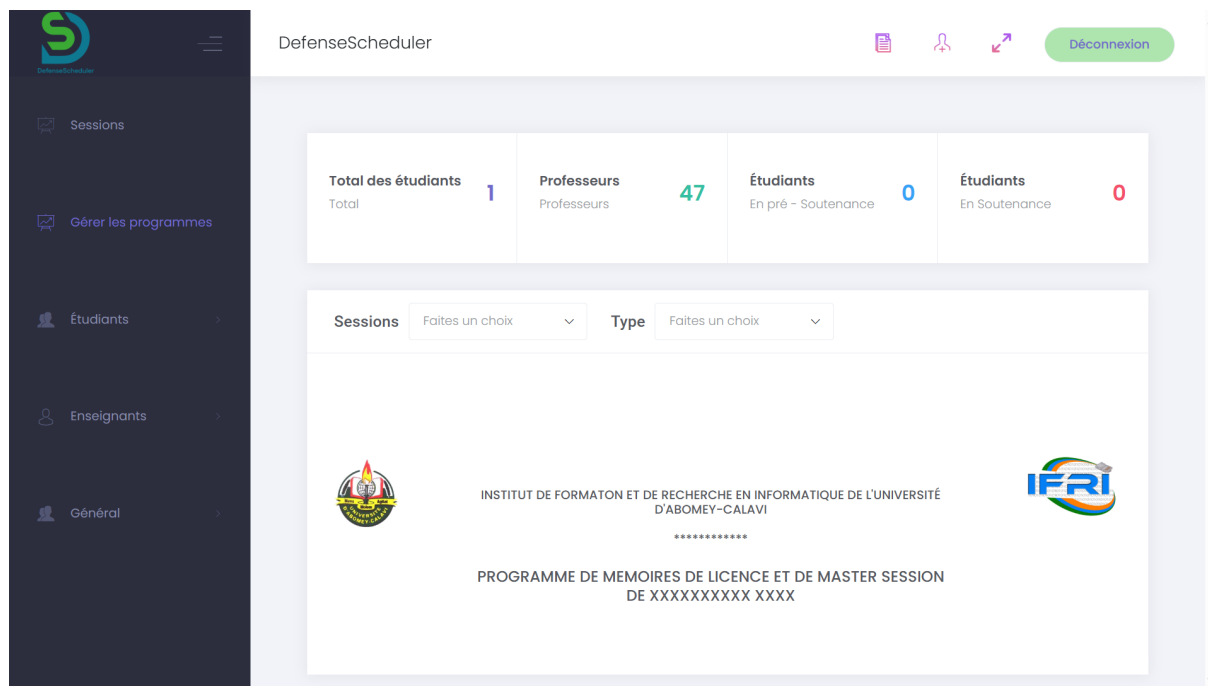 DefenseScheduler
DefenseScheduler
Déconnexion
Sessions
Gérer les programmes
Étudiants
Enseignants
Général
Total des étudiants
Total
1
Professeurs
Professeurs
47
Étudiants
En pré - Soutenance
0
Étudiants
En Soutenance
0
Sessions
Faites un choix
Type
Faites un choix
INSTITUT DE FORMATON ET DE RECHERCHE EN INFORMATIQUE DE L'UNIVERSITÉ
D'ABOMEY-CALAVI
************
PROGRAMME DE MEMOIRES DE LICENCE ET DE MASTER SESSION
DE XXXXXXXXXX XXXX
UNIVERSITE
D'ABOMEY-CALAVI
IFRI